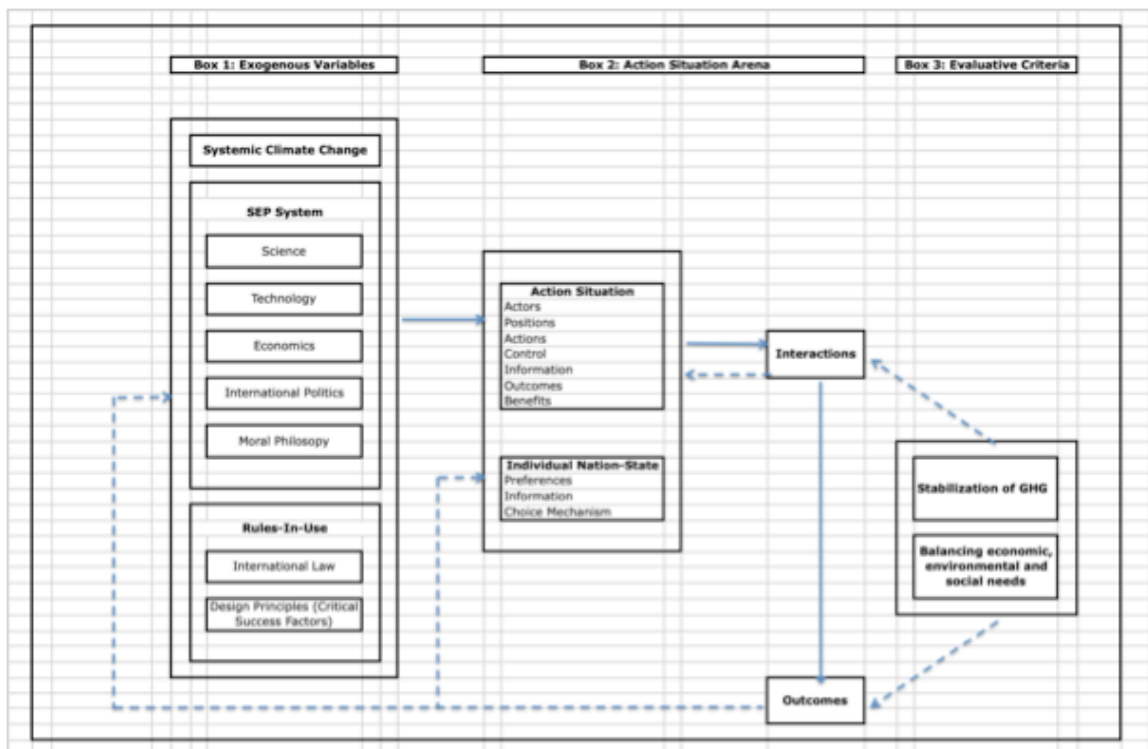 Box 1: Exogenous Variables
Box 2: Action Situation Arena
Box 3: Evaluative Criteria
Systemic Climate Change
SEP System
Science
Technology
Economics
International Politics
Moral Philosopy
Rules-In-Use
International Law
Design Principles (Critical
Success Factors)
Action Situation
Actors
Positions
Actions
Control
Information
Outcomes
Benefits
Individual Nation-State
Preferences
Information
Choice Mechanism
Interactions
Outcomes
Stabilization of GHG
Balancing economic,
environmental and
social needs